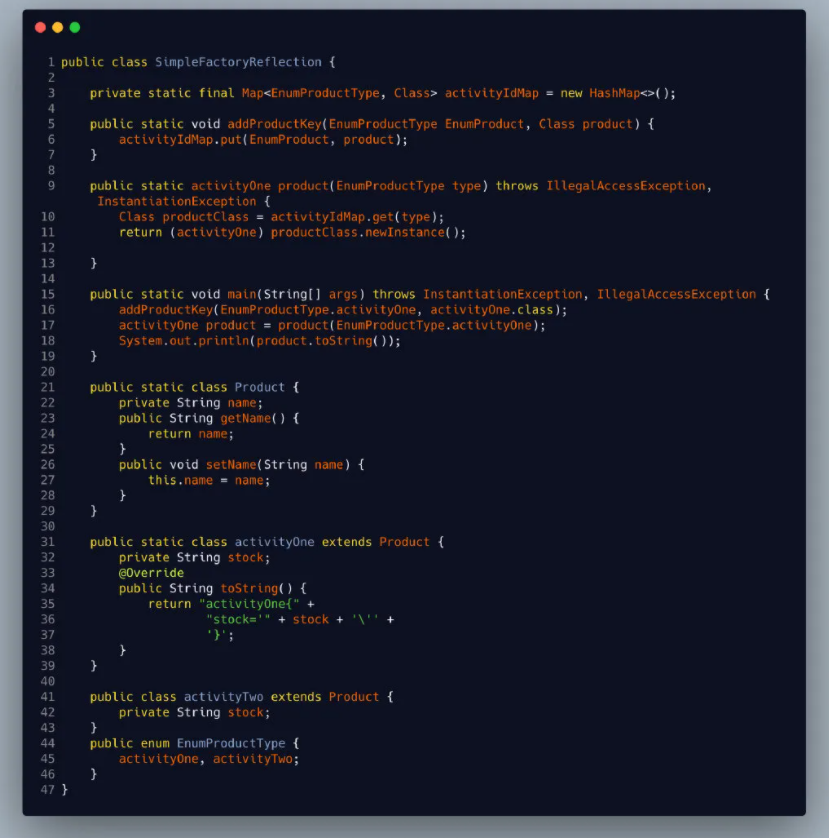 1 public class SimpleFactoryReflection {
2
3     private static final Map<EnumProductType, Class> activityIdMap = new HashMap<>();
4
5     public static void addProductKey(EnumProductType EnumProduct, Class product) {
6         activityIdMap.put(EnumProduct, product);
7     }
8
9     public static activityOne product(EnumProductType type) throws IllegalAccessException,
      InstantiationException {
10         Class productClass = activityIdMap.get(type);
11         return (activityOne) productClass.newInstance();
12
13     }
14
15     public static void main(String[] args) throws InstantiationException, IllegalAccessException {
16         addProductKey(EnumProductType.activityOne, activityOne.class);
17         activityOne product = product(EnumProductType.activityOne);
18         System.out.println(product.toString());
19     }
20
21     public static class Product {
22         private String name;
23         public String getName() {
24             return name;
25         }
26         public void setName(String name) {
27             this.name = name;
28         }
29     }
30
31     public static class activityOne extends Product {
32         private String stock;
33         @Override
34         public String toString() {
35             return "activityOne{" +
36                     "stock='" + stock + '\'' +
37                     '}';
38         }
39     }
40
41     public class activityTwo extends Product {
42         private String stock;
43     }
44     public enum EnumProductType {
45         activityOne, activityTwo;
46     }
47 }